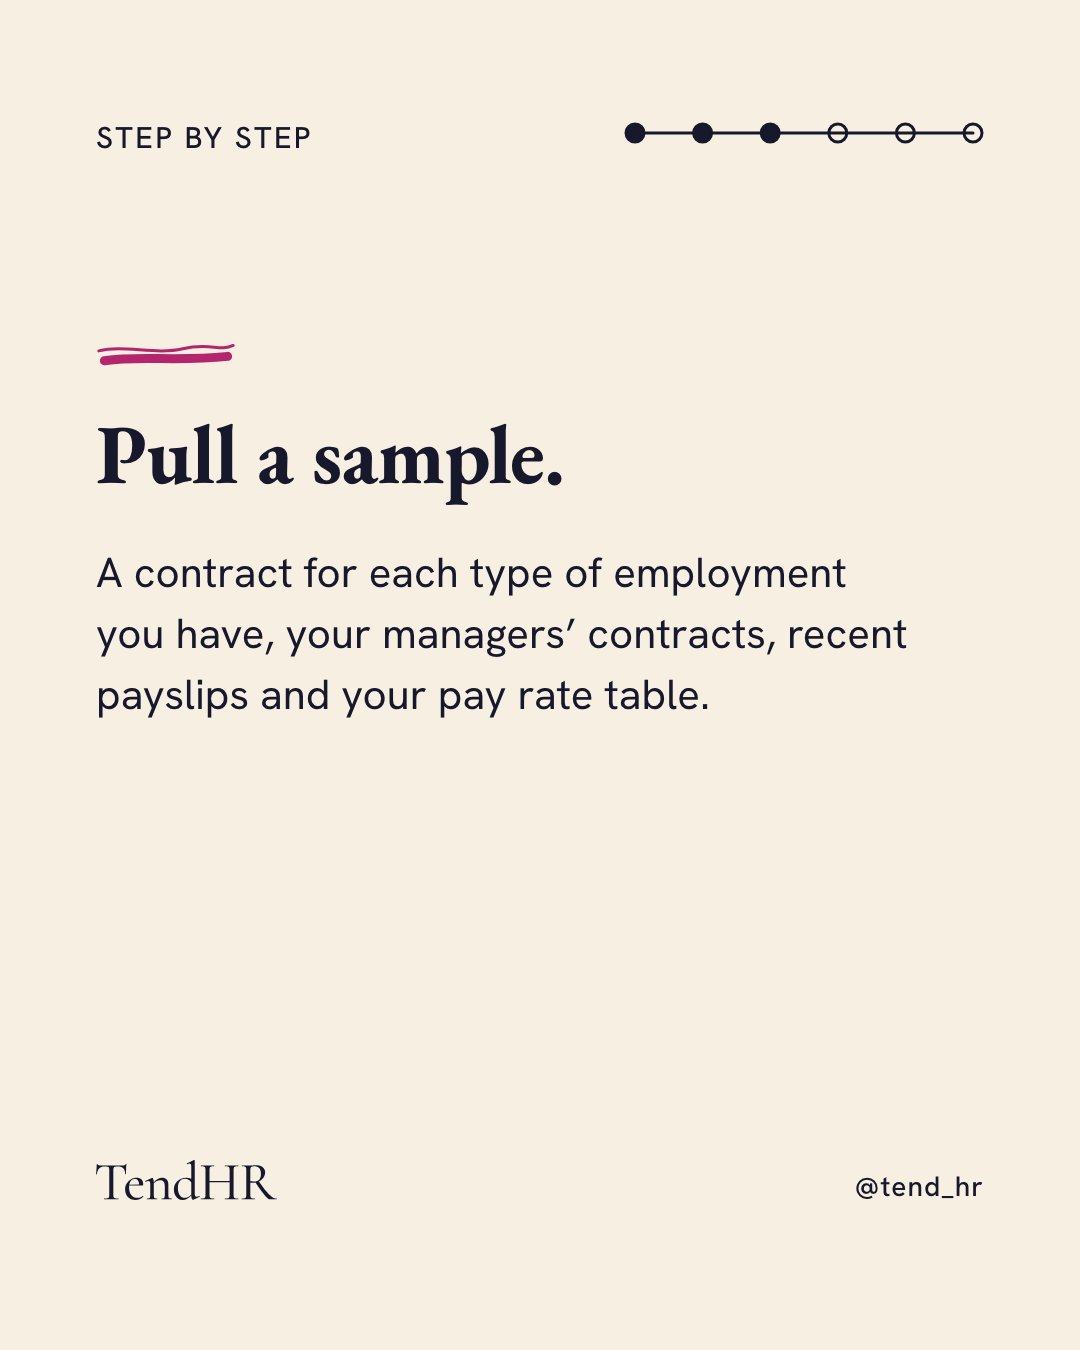 STEP BY STEP
Pull a sample.
A contract for each type of employment
you have, your managers’ contracts, recent
payslips and your pay rate table.
TendHR
@tend_hr